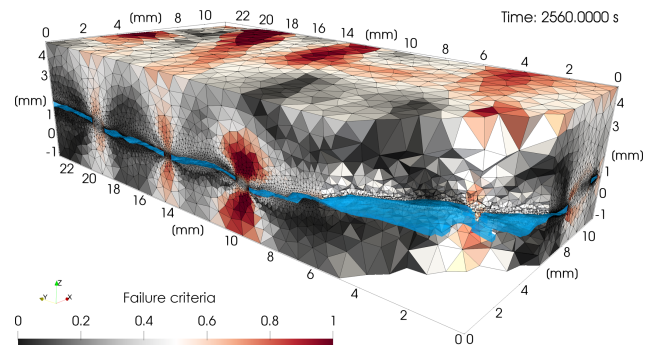 Time: 2560.0000 s
0 2 4 (mm) 8 10 22 20 18 16 14 (mm) 10 8 6 4 2 0
4 3 (mm) 1 0 -1
4 3 (mm) 1 0 -1
22 20 18 (mm) 14 12 10 8 6 4 2 0
0 2 4 (mm) 8 10
Z
Y X
Failure criteria
0 0.2 0.4 0.6 0.8 1